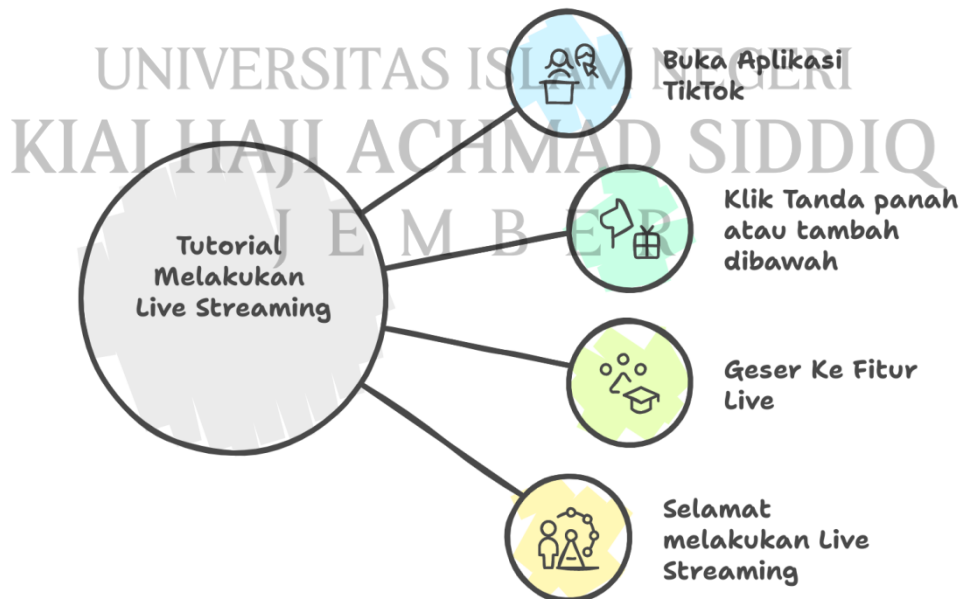 UNIVERSITAS ISLAM NEGERI
KIAI HAJI ACHMAD SIDDIQ
JEMBER
Tutorial
Melakukan
Live Streaming
Buka Aplikasi
TikTok
Klik Tanda panah
atau tambah
dibawah
Geser Ke Fitur
Live
Selamat
melakukan Live
Streaming